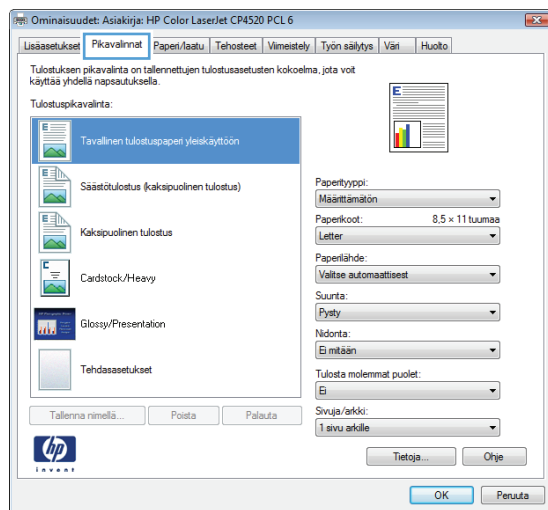 Ominaisuudet: Asiakirja: HP Color LaserJet CP4520 PCL 6
Lisäasetukset Pikavalinnat Paperi/laatu Tehosteet Viimeistely Työn säilytys Väri Huolto
Tulostuksen pikavalinta on tallennettujen tulostusasetusten kokoelma, jota voit
käyttää yhdellä napsautuksella.
Tulostuspikavalinta:
Tavallinen tulostuspaperi yleiskäyttöön
Säästötulostus (kaksipuolinen tulostus)
Kaksipuolinen tulostus
Cardstock/Heavy
Glossy/Presentation
Tehdasasetukset
Tallenna nimellä... Poista Palauta
Paperityyppi:
Määrittämätön
Paperikoot: 8,5 × 11 tuumaa
Letter
Paperilähde:
Valitse automaattisest
Suunta:
Pysty
Nidonta:
Ei mitään
Tulosta molemmat puolet:
Ei
Sivuja/arkki:
1 sivu arkille
hp
invent
Tietoja... Ohje
OK Peruuta